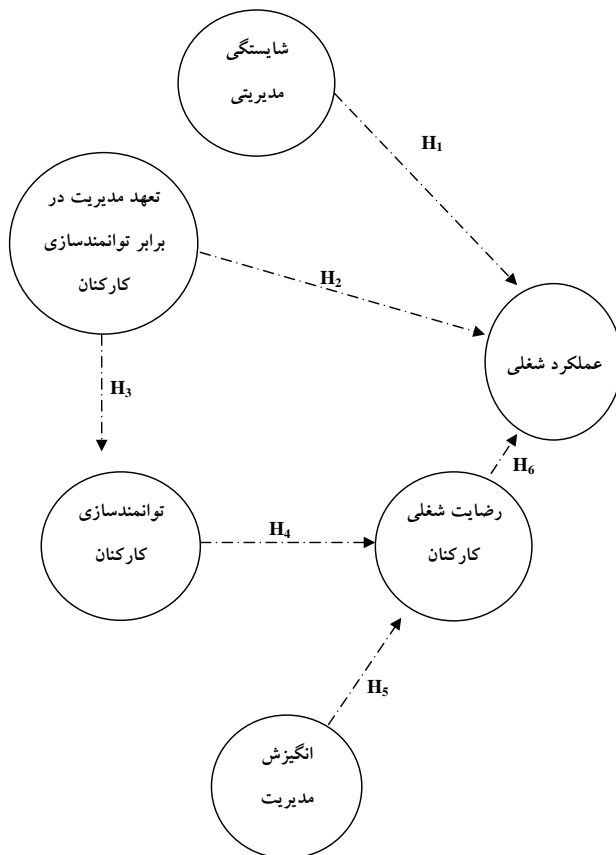 شایستگی
مدیریتی
H₁
تعهد مدیریت در
برابر توانمندسازی
کارکنان
H₂
عملکرد شغلی
H₃
توانمندسازی
کارکنان
H₄
رضایت شغلی
کارکنان
H₆
H₅
انگیزش
مدیریت